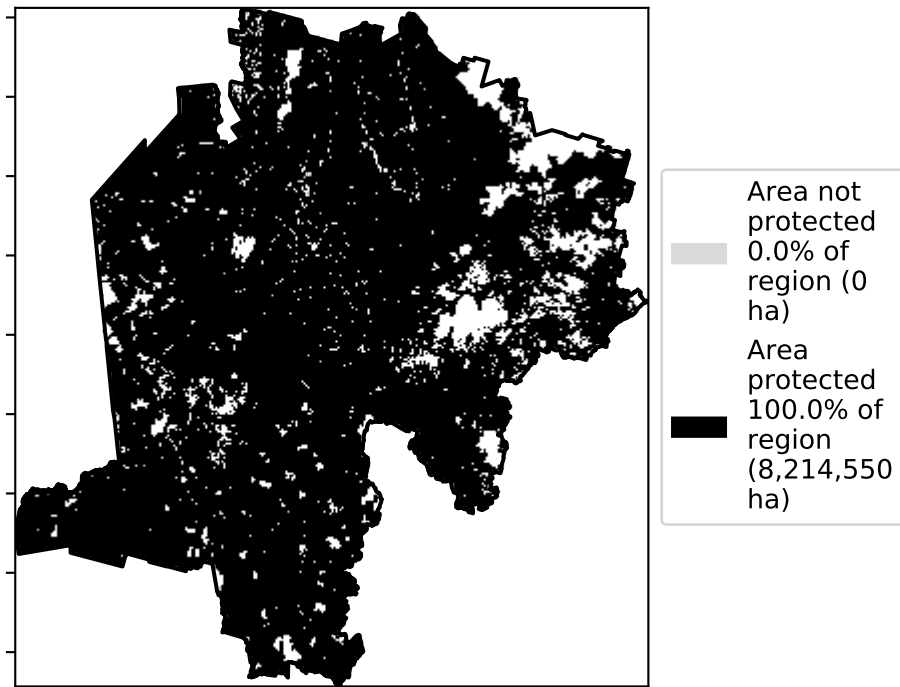 Area not
protected
0.0% of
region (0
ha)
Area
protected
100.0% of
region
(8,214,550
ha)